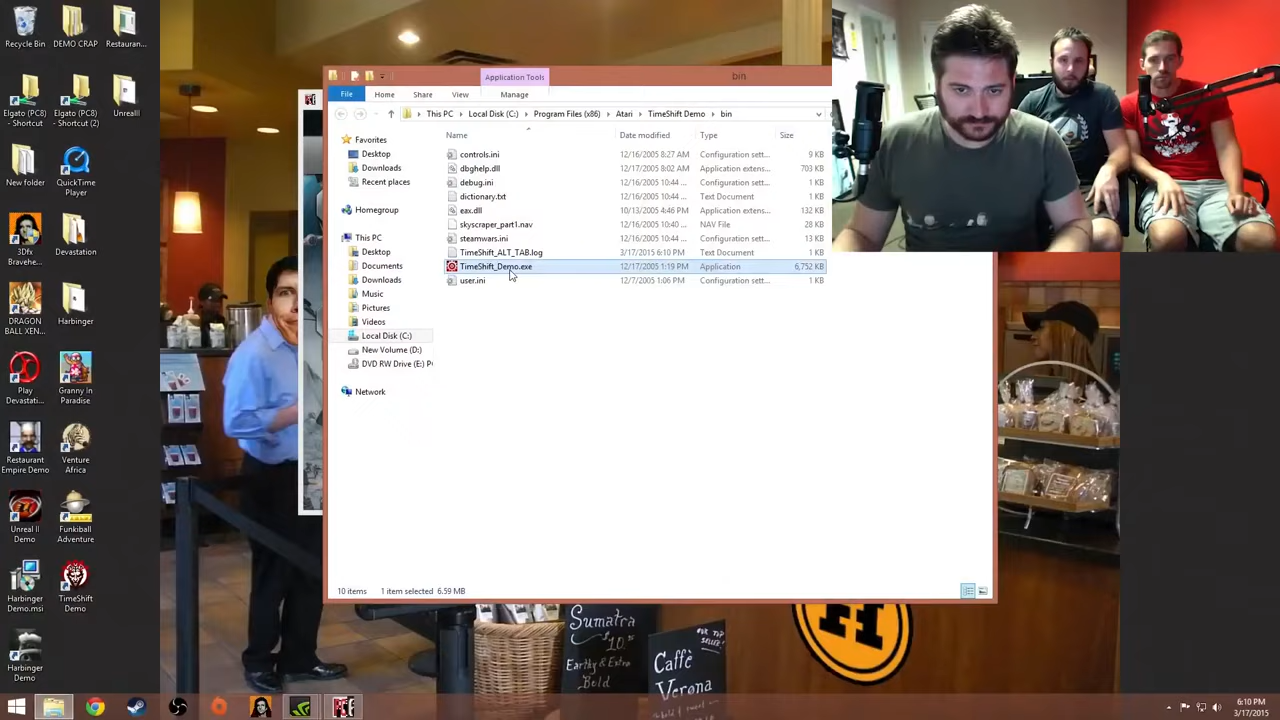 Recycle Bin
DEMO CRAP
Restauran...
Elgato (PC8) - Shortcut
Elgato (PC8) - Shortcut (2)
Unreal II
New folder
QuickTime Player
3DFx Bravehe...
Devastation
DRAGON BALL XEN...
Harbinger
Play Devastati...
Granny In Paradise
Restaurant Empire Demo
Venture Africa
Unreal II Demo
Funkiball Adventure
Harbinger Demo.msi
TimeShift Demo
Harbinger Demo
Application Tools
bin
File Home Share View Manage
This PC Local Disk (C:) Program Files (x86) Atari TimeShift Demo bin
Name Date modified Type Size
controls.ini 12/16/2005 8:27 AM Configuration sett... 9 KB
dbghelp.dll 12/17/2005 8:02 AM Application extens... 703 KB
debug.ini 12/16/2005 10:44 ... Configuration sett... 1 KB
dictionary.txt 12/16/2005 10:44 ... Text Document 1 KB
eax.dll 10/13/2005 4:46 PM Application extens... 132 KB
skyscraper_part1.nav 12/16/2005 10:40 ... NAV File 28 KB
steamwars.ini 12/16/2005 10:44 ... Configuration sett... 13 KB
TimeShift_ALT_TAB.log 3/17/2015 6:10 PM Text Document 1 KB
TimeShift_Demo.exe 12/17/2005 1:19 PM Application 6,752 KB
user.ini 12/7/2005 1:06 PM Configuration sett... 1 KB
Favorites
Desktop
Downloads
Recent places
Homegroup
This PC
Desktop
Documents
Downloads
Music
Pictures
Videos
Local Disk (C:)
New Volume (D:)
DVD RW Drive (E:) P
Network
10 items 1 item selected 6.59 MB
Sumatra
Earthy & Extra
Bold
OUR TOP
SELLER!
Caffè
Verona
H
6:10 PM
3/17/2015